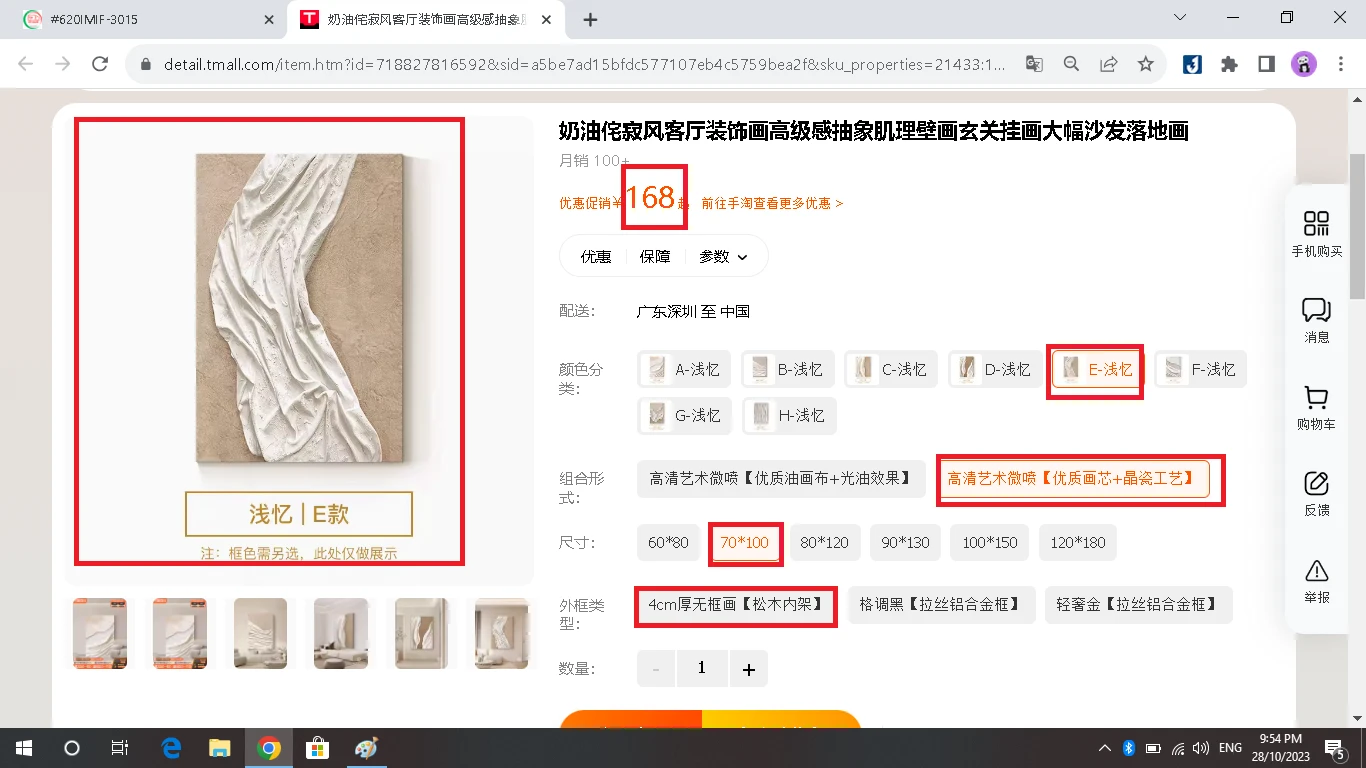 #620IMIF-3015
奶油侘寂风客厅装饰画高级感抽象
detail.tmall.com/item.htm?id=718827816592&sid=a5be7ad15bfdc577107eb4c5759bea2f&sku_properties=21433:1...
奶油侘寂风客厅装饰画高级感抽象肌理壁画玄关挂画大幅沙发落地画
月销 100+
优惠促销¥168起 前往手淘查看更多优惠 >
优惠 保障 参数
配送: 广东深圳 至 中国
颜色分类: A-浅忆 B-浅忆 C-浅忆 D-浅忆 E-浅忆 F-浅忆
G-浅忆 H-浅忆
浅忆 | E款
注：框色需另选，此处仅做展示
组合形式: 高清艺术微喷【优质油画布+光油效果】 高清艺术微喷【优质画芯+晶瓷工艺】
尺寸: 60*80 70*100 80*120 90*130 100*150 120*180
外框类型: 4cm厚无框画【松木内架】 格调黑【拉丝铝合金框】 轻奢金【拉丝铝合金框】
数量: - 1 +
手机购买
消息
购物车
反馈
举报
ENG
9:54 PM
28/10/2023
5